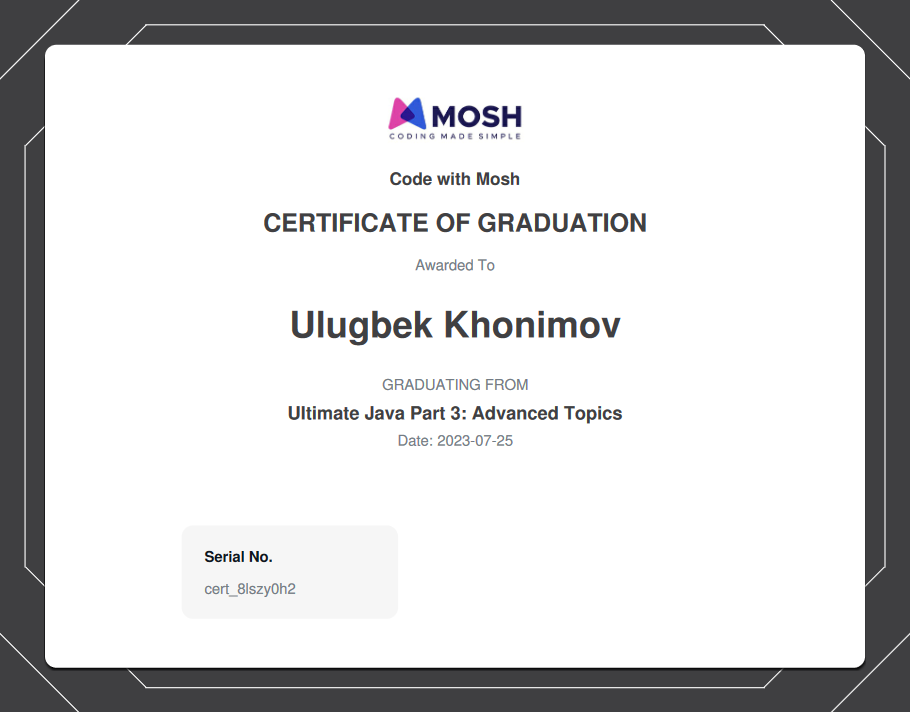 MOSH
CODING MADE SIMPLE
Code with Mosh
CERTIFICATE OF GRADUATION
Awarded To
Ulugbek Khonimov
GRADUATING FROM
Ultimate Java Part 3: Advanced Topics
Date: 2023-07-25
Serial No.
cert_8lszy0h2